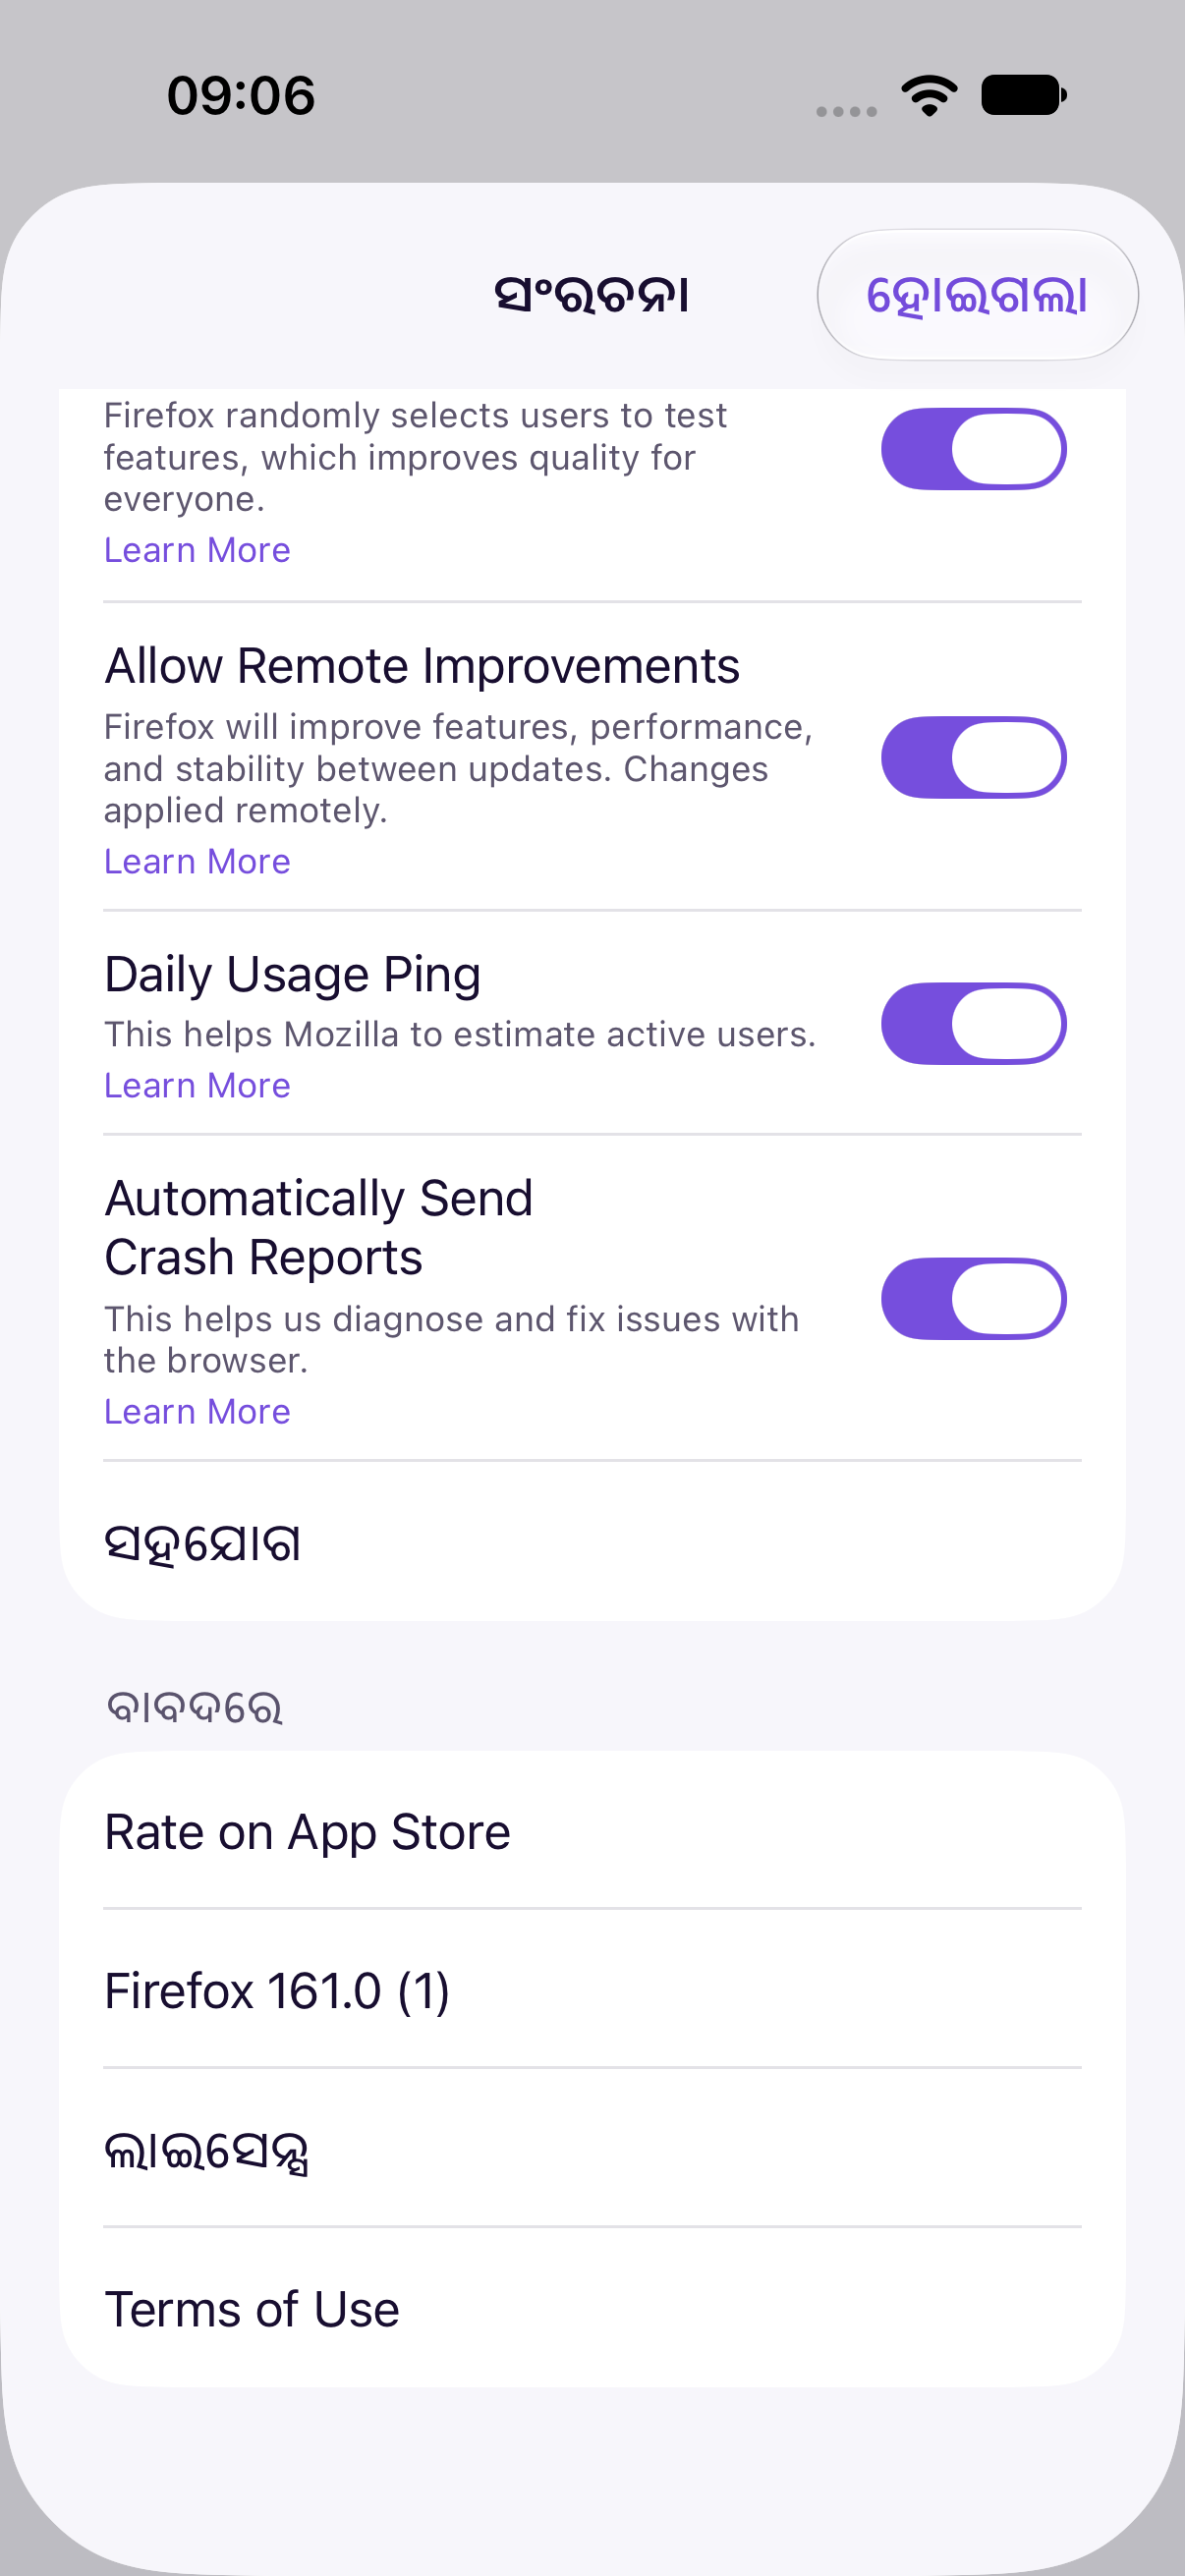 09:06
ସଂରଚନା
ହୋଇଗଲା
Firefox randomly selects users to test
features, which improves quality for
everyone.
Learn More
Allow Remote Improvements
Firefox will improve features, performance,
and stability between updates. Changes
applied remotely.
Learn More
Daily Usage Ping
This helps Mozilla to estimate active users.
Learn More
Automatically Send
Crash Reports
This helps us diagnose and fix issues with
the browser.
Learn More
ସହଯୋଗ
ବାବଦରେ
Rate on App Store
Firefox 161.0 (1)
ଲାଇସେନ୍ସ
Terms of Use